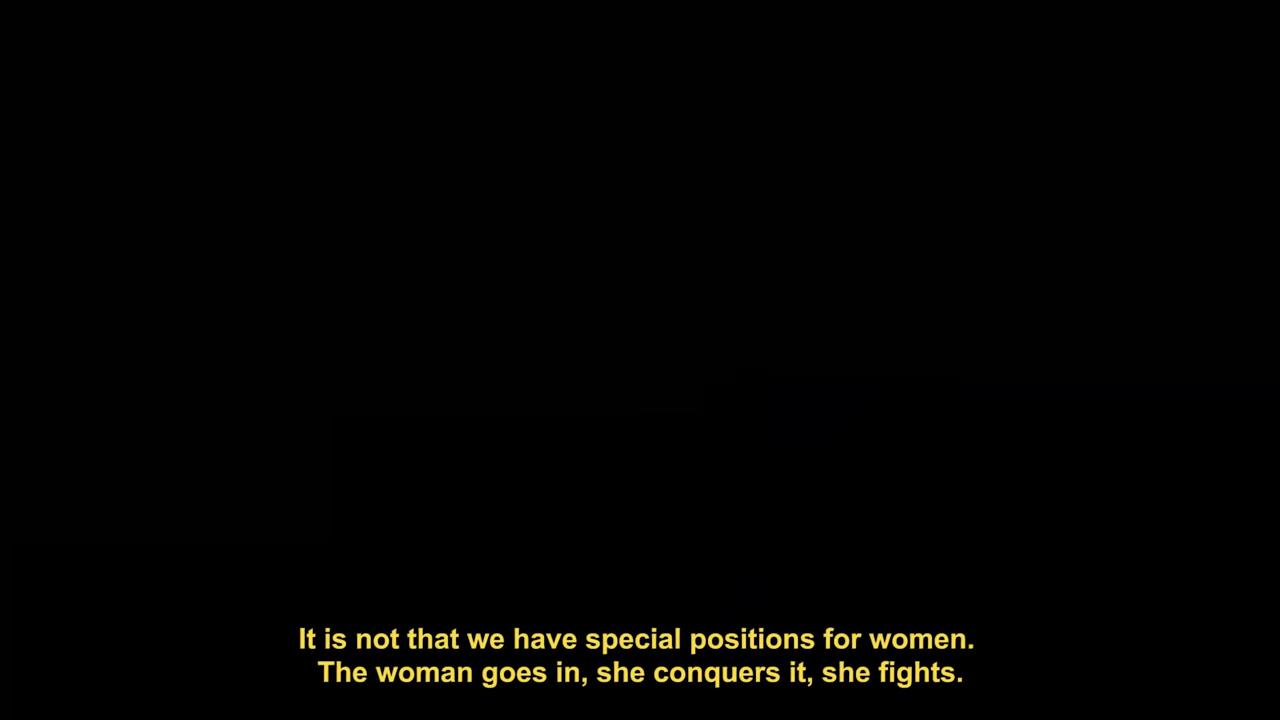 It is not that we have special positions for women.
The woman goes in, she conquers it, she fights.